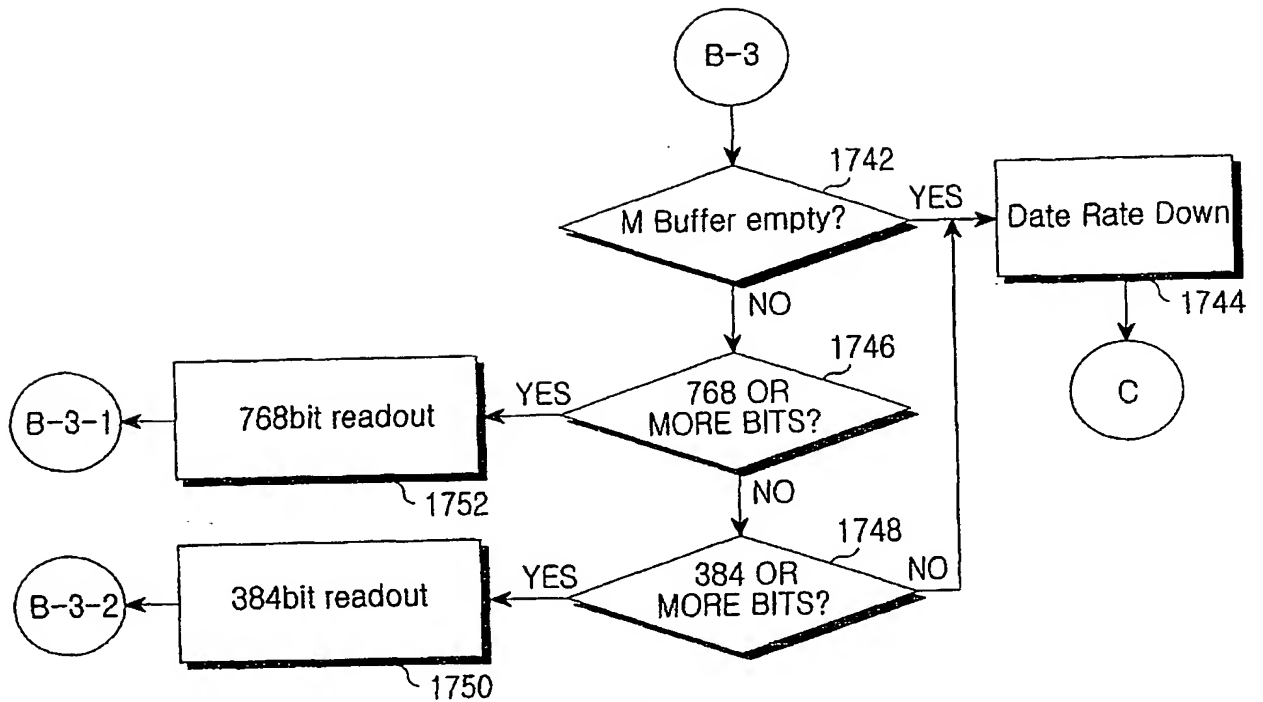 B-3
1742
M Buffer empty?
YES
Date Rate Down
1744
NO
C
1746
768 OR
MORE BITS?
YES
768bit readout
B-3-1
1752
NO
1748
384 OR
MORE BITS?
NO
YES
384bit readout
B-3-2
1750